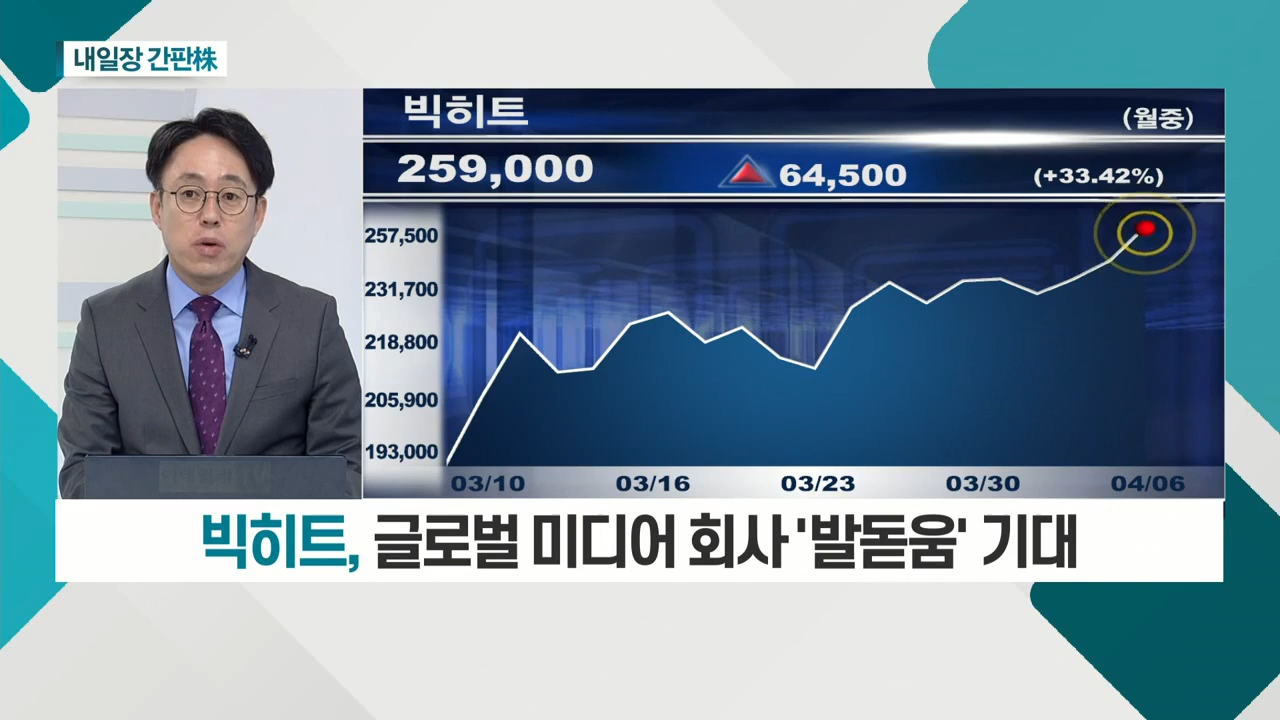 내일장 간판株
빅히트
(월중)
259,000 ▲ 64,500 (+33.42%)
257,500
231,700
218,800
205,900
193,000
03/10 03/16 03/23 03/30 04/06
빅히트, 글로벌 미디어 회사 '발돋움' 기대